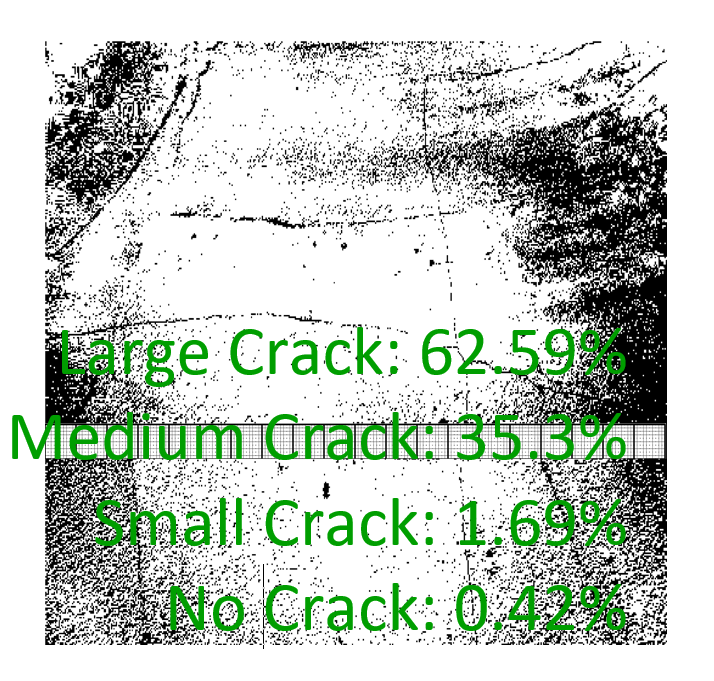 Large Crack: 62.59%
Medium Crack: 35.3%
Small Crack: 1.69%
No Crack: 0.42%